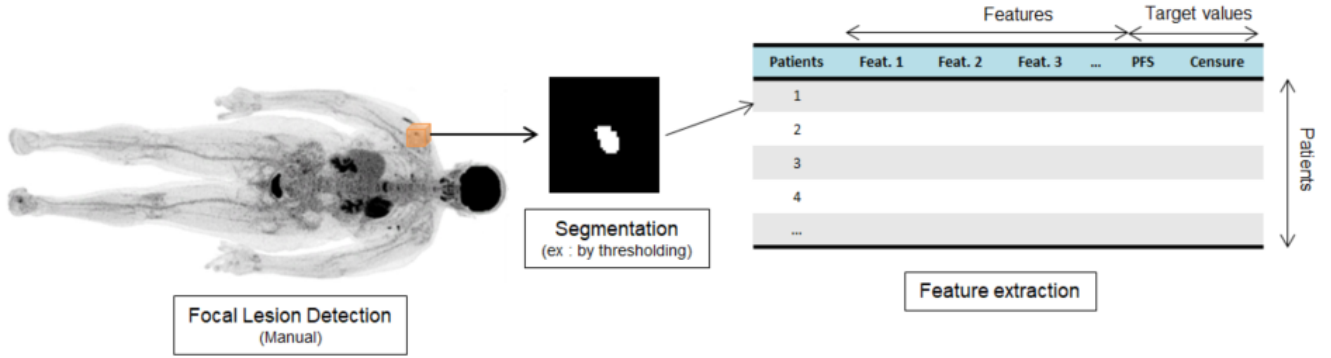 Features
Target values
Patients Feat. 1 Feat. 2 Feat. 3 ... PFS Censure
1
2
3
4
...
Patients
Segmentation
(ex : by thresholding)
Feature extraction
Focal Lesion Detection
(Manual)